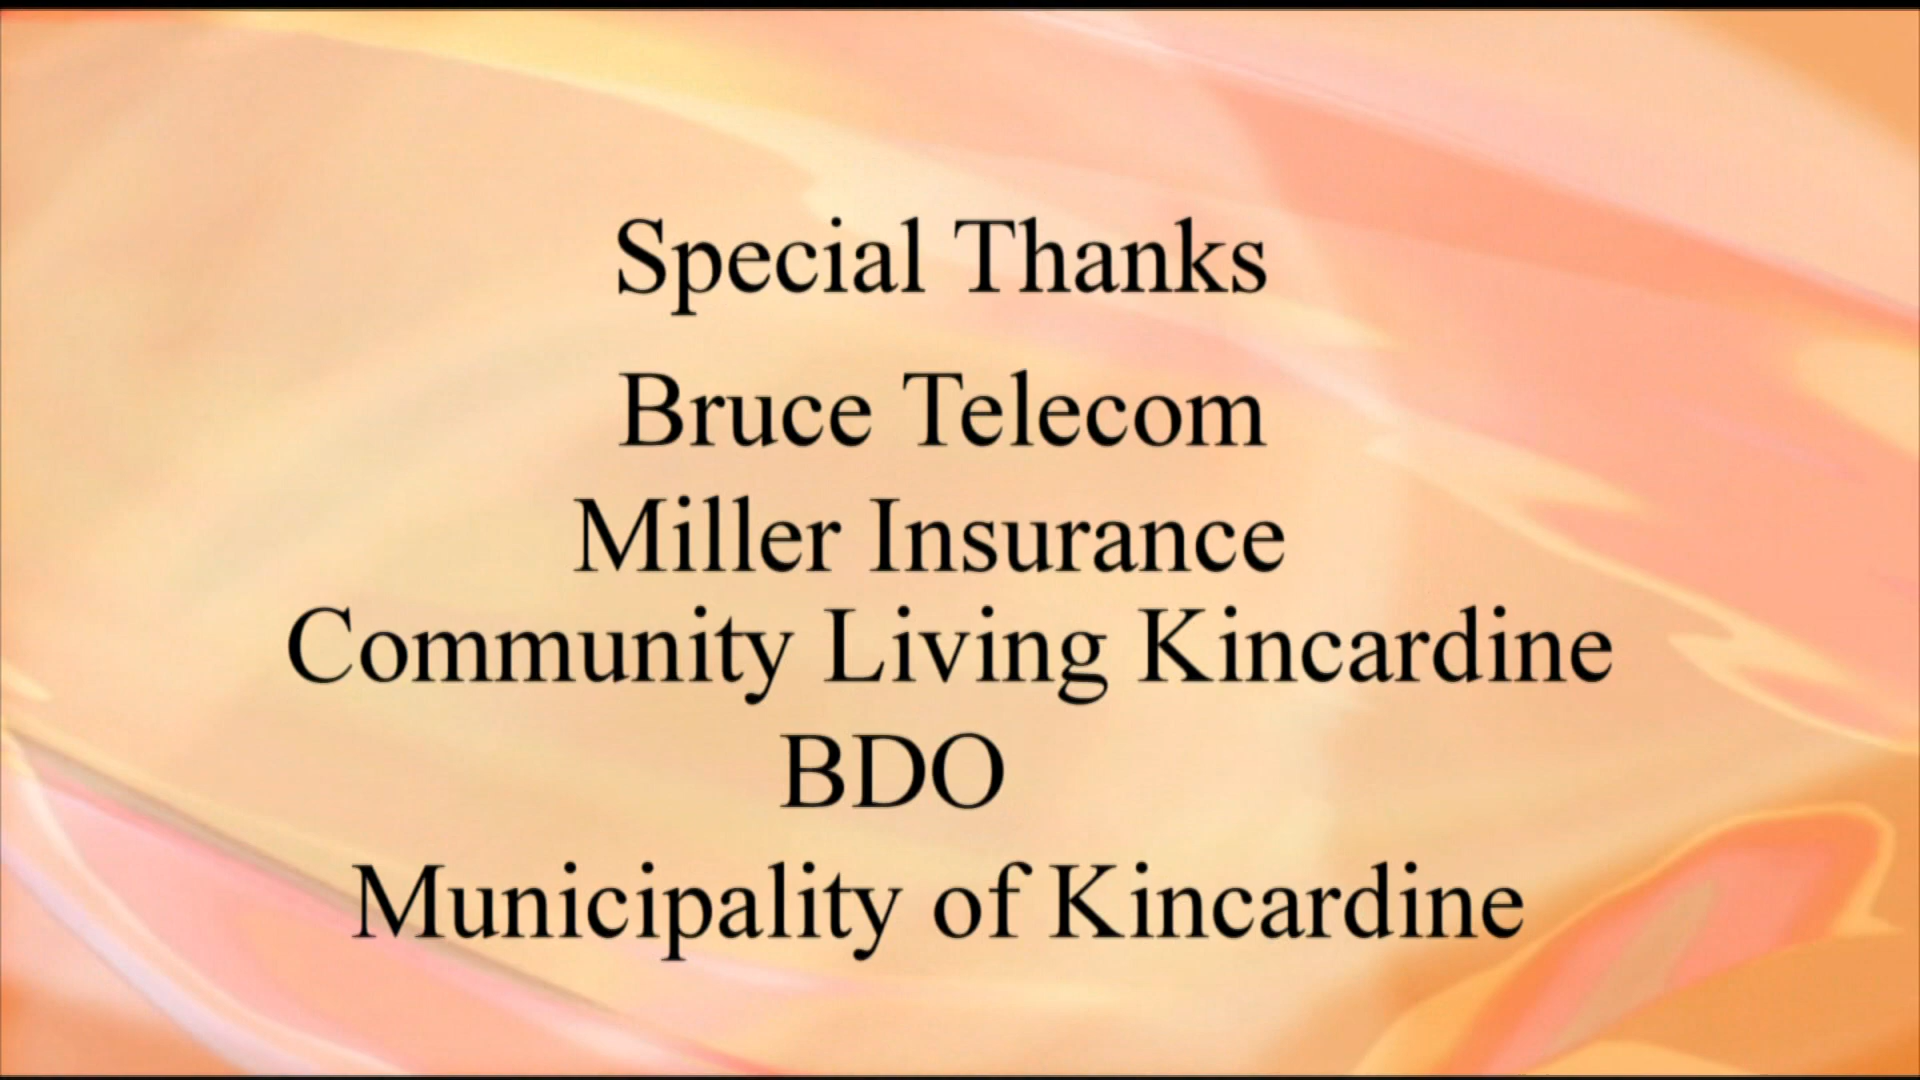 Special Thanks
Bruce Telecom
Miller Insurance
Community Living Kincardine
BDO
Municipality of Kincardine